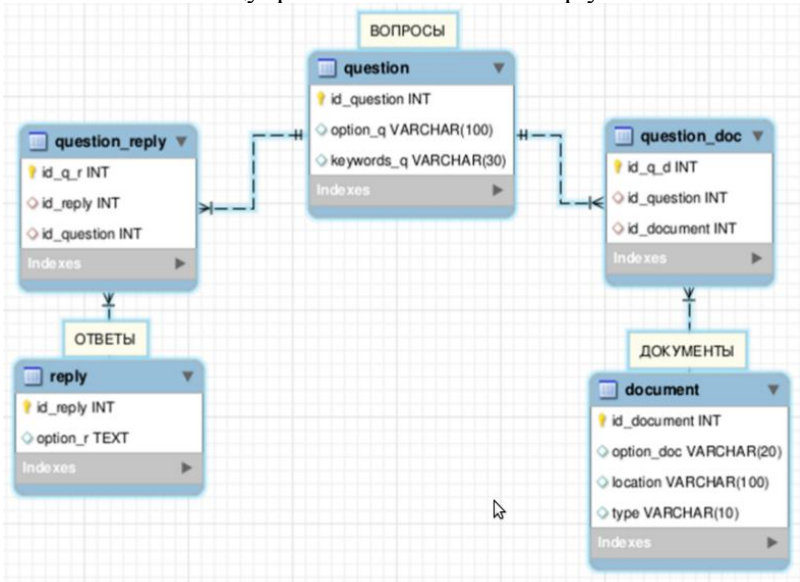 ВОПРОСЫ
question
id_question INT
option_q VARCHAR(100)
keywords_q VARCHAR(30)
Indexes
question_reply
id_q_r INT
id_reply INT
id_question INT
Indexes
question_doc
id_q_d INT
id_question INT
id_document INT
Indexes
ОТВЕТЫ
reply
id_reply INT
option_r TEXT
Indexes
ДОКУМЕНТЫ
document
id_document INT
option_doc VARCHAR(20)
location VARCHAR(100)
type VARCHAR(10)
Indexes